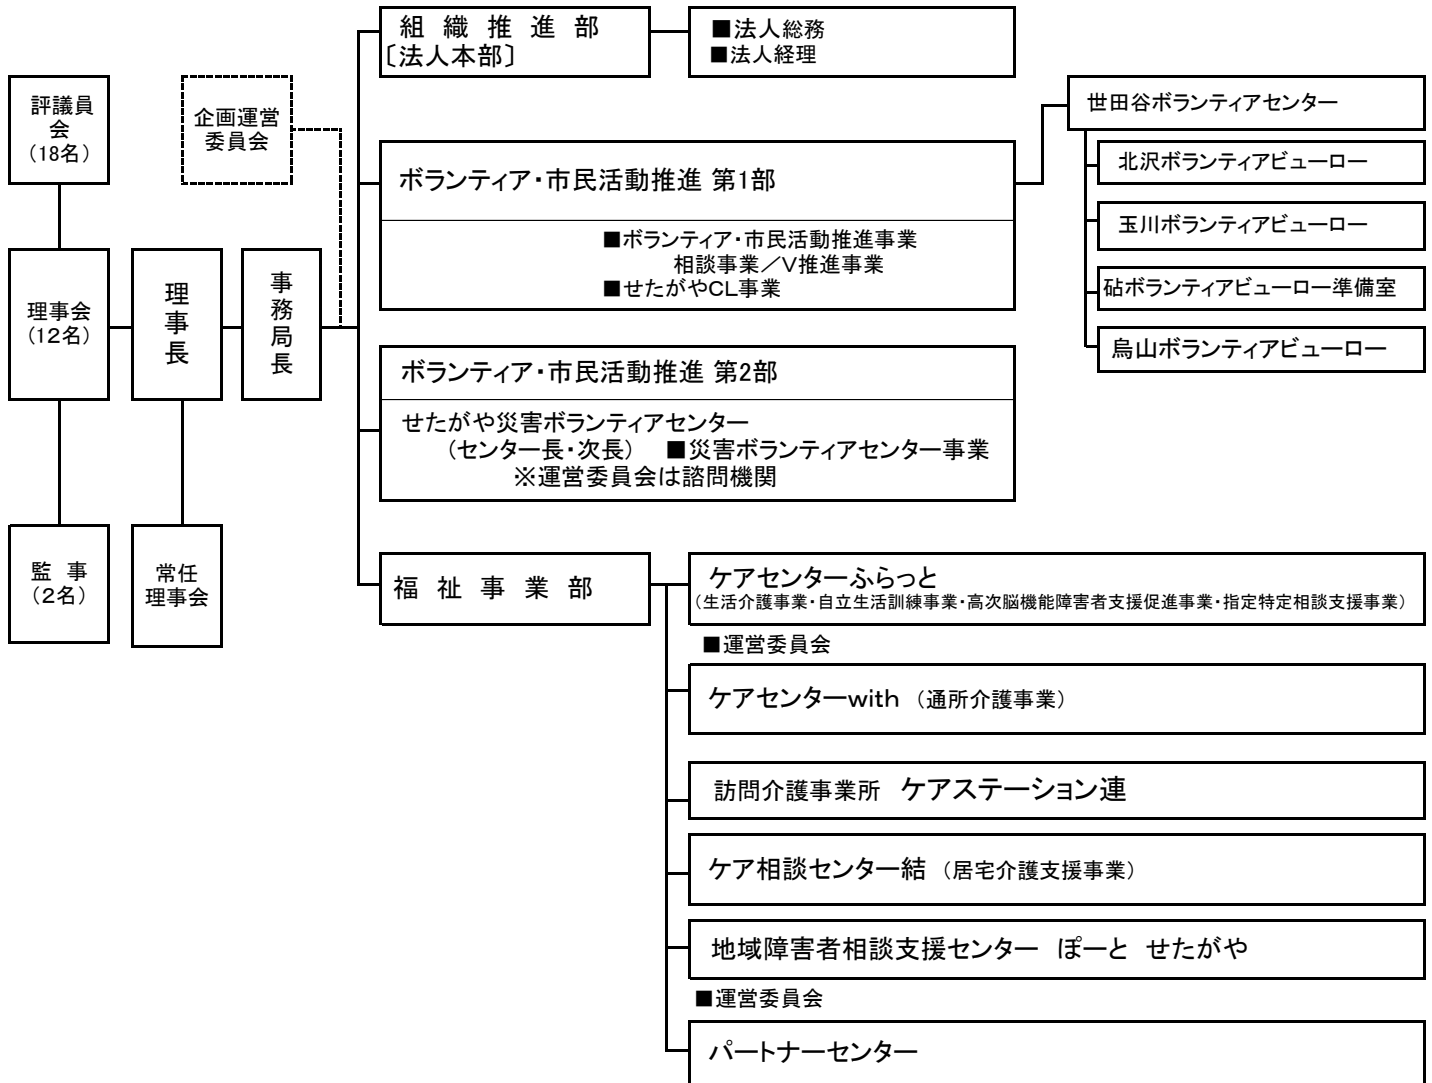 評議員
会
（18名）
理事会
（12名）
監　事
（2名）
理
事
長
常任
理事会
事
務
局
長
企画運営
委員会
組　織　推　進　部
〔法人本部〕
■法人総務
■法人経理
ボランティア・市民活動推進 第1部
■ボランティア・市民活動推進事業
相談事業／V推進事業
■せたがやCL事業
世田谷ボランティアセンター
北沢ボランティアビューロー
玉川ボランティアビューロー
砧ボランティアビューロー準備室
烏山ボランティアビューロー
ボランティア・市民活動推進 第2部
せたがや災害ボランティアセンター
（センター長・次長）　■災害ボランティアセンター事業
※運営委員会は諮問機関
福　祉　事　業　部
ケアセンターふらっと
（生活介護事業・自立生活訓練事業・高次脳機能障害者支援促進事業・指定特定相談支援事業）
■運営委員会
ケアセンターwith （通所介護事業）
訪問介護事業所　ケアステーション連
ケア相談センター結 （居宅介護支援事業）
地域障害者相談支援センター　ぽーと　せたがや
■運営委員会
パートナーセンター